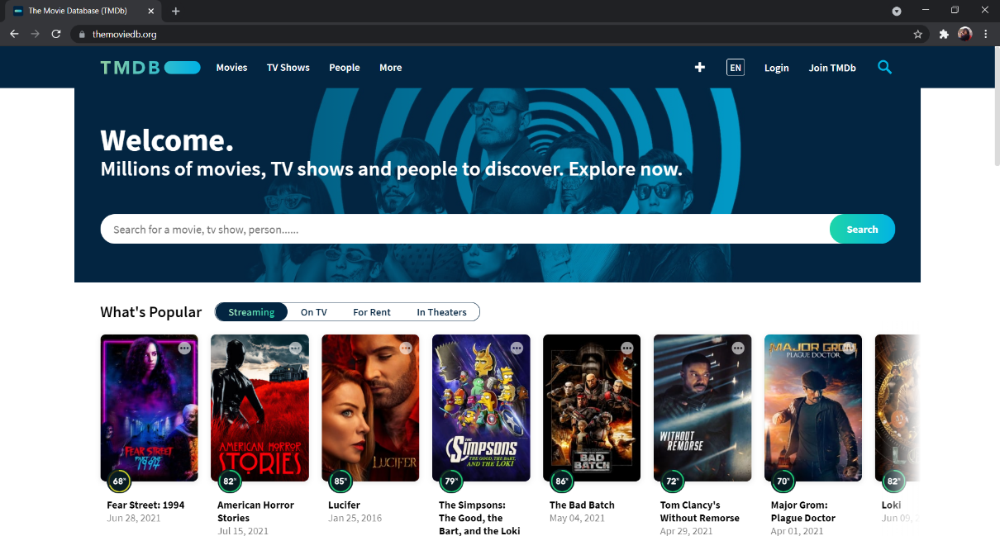 The Movie Database (TMDb)
themoviedb.org
TMDB
Movies
TV Shows
People
More
EN
Login
Join TMDb
Welcome.
Millions of movies, TV shows and people to discover. Explore now.
Search for a movie, tv show, person......
Search
What's Popular
Streaming
On TV
For Rent
In Theaters
FEAR STREET
PART ONE
1994
AMERICAN HORROR
STORIES
LUCIFER
THE
SIMPSONS
THE GOOD, THE BART,
AND THE LOKI
BAD
BATCH
WITHOUT
REMORSE
MAJOR GROM:
PLAGUE DOCTOR
68%
82%
85%
79%
86%
72%
70%
82%
Fear Street: 1994
Jun 28, 2021
American Horror
Stories
Jul 15, 2021
Lucifer
Jan 25, 2016
The Simpsons:
The Good, the
Bart, and the Loki
The Bad Batch
May 04, 2021
Tom Clancy's
Without Remorse
Apr 29, 2021
Major Grom:
Plague Doctor
Apr 01, 2021
Loki
Jun 09, 2